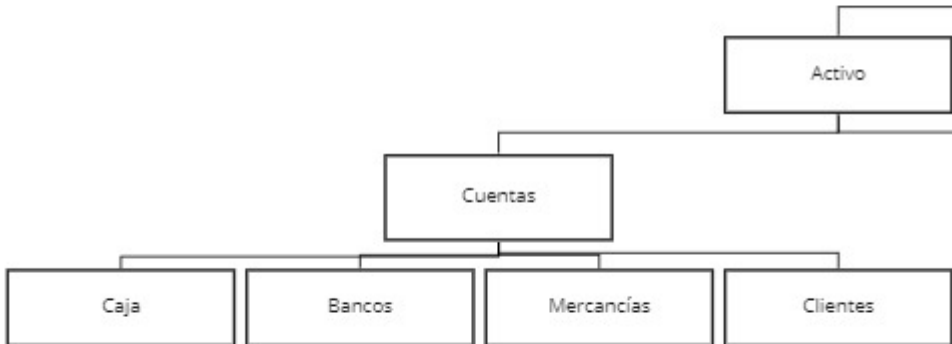 Activo
Cuentas
Caja
Bancos
Mercancías
Clientes